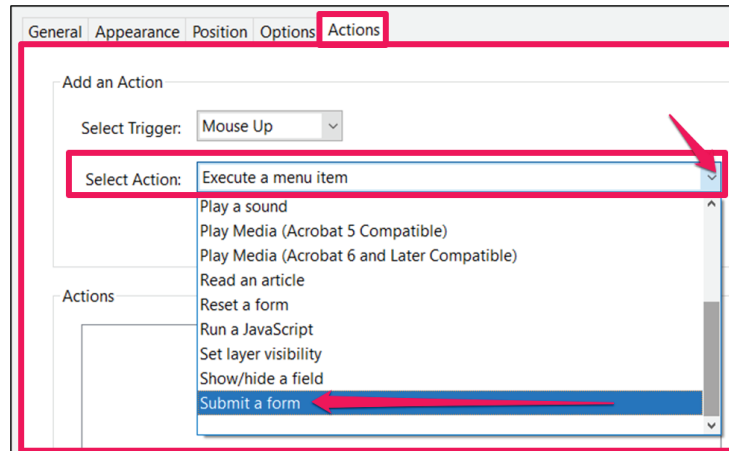 General Appearance Position Options Actions
Add an Action
Select Trigger: Mouse Up
Select Action: Execute a menu item
Play a sound
Play Media (Acrobat 5 Compatible)
Play Media (Acrobat 6 and Later Compatible)
Read an article
Reset a form
Actions
Run a JavaScript
Set layer visibility
Show/hide a field
Submit a form